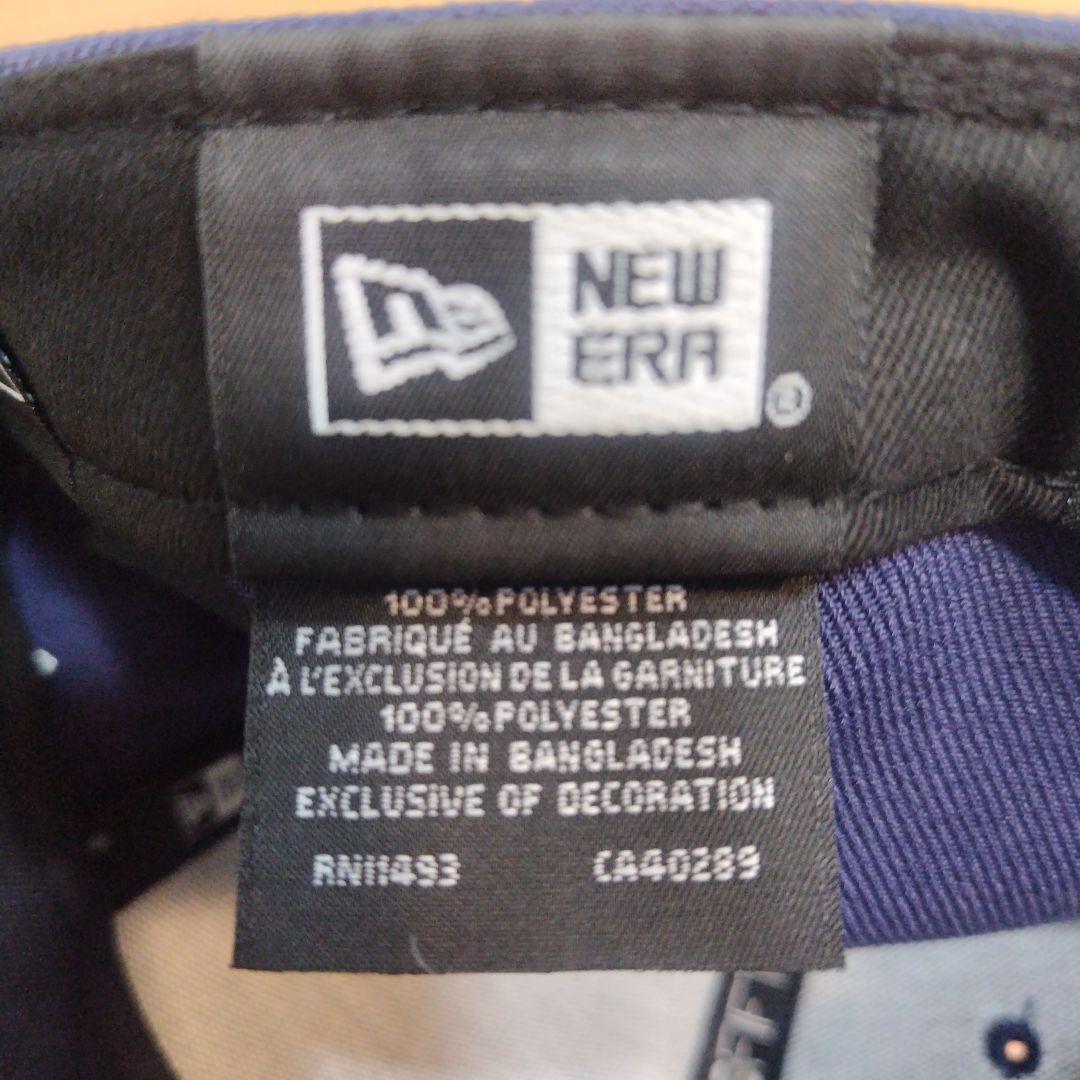 NEW
ERA
®
100% POLYESTER
FABRIQUÉ AU BANGLADESH
À L'EXCLUSION DE LA GARNITURE
100% POLYESTER
MADE IN BANGLADESH
EXCLUSIVE OF DECORATION
RN11493 CA40289